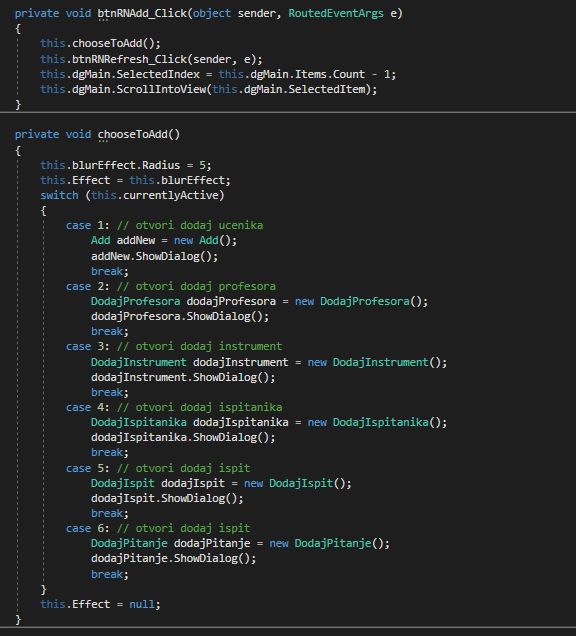 private void btnRNAdd_Click(object sender, RoutedEventArgs e)
{
    this.chooseToAdd();
    this.btnRNRefresh_Click(sender, e);
    this.dgMain.SelectedIndex = this.dgMain.Items.Count - 1;
    this.dgMain.ScrollIntoView(this.dgMain.SelectedItem);
}
private void chooseToAdd()
{
    this.blurEffect.Radius = 5;
    this.Effect = this.blurEffect;
    switch (this.currentlyActive)
    {
        case 1: // otvori dodaj ucenika
            Add addNew = new Add();
            addNew.ShowDialog();
            break;
        case 2: // otvori dodaj profesora
            DodajProfesora dodajProfesora = new DodajProfesora();
            dodajProfesora.ShowDialog();
            break;
        case 3: // otvori dodaj instrument
            DodajInstrument dodajInstrument = new DodajInstrument();
            dodajInstrument.ShowDialog();
            break;
        case 4: // otvori dodaj ispitanika
            DodajIspitanika dodajIspitanika = new DodajIspitanika();
            dodajIspitanika.ShowDialog();
            break;
        case 5: // otvori dodaj ispit
            DodajIspit dodajIspit = new DodajIspit();
            dodajIspit.ShowDialog();
            break;
        case 6: // otvori dodaj ispit
            DodajPitanje dodajPitanje = new DodajPitanje();
            dodajPitanje.ShowDialog();
            break;
    }
    this.Effect = null;
}